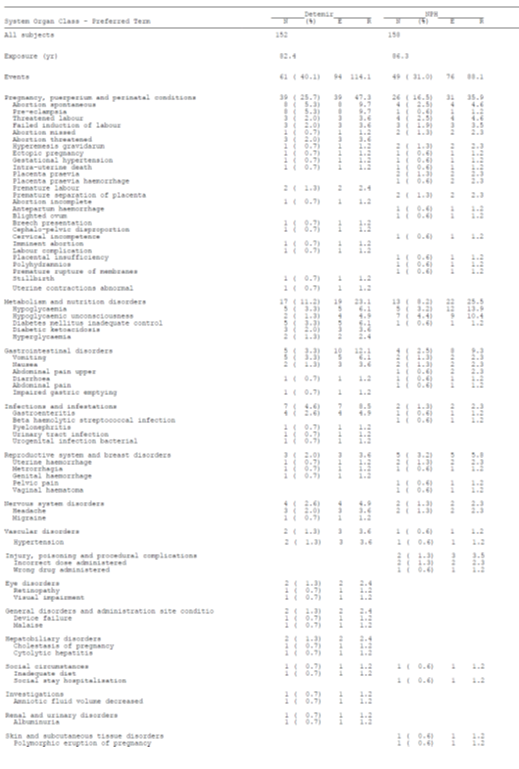 Detemir NPH
System Organ Class - Preferred Term N (%) E R N (%) E R
All subjects 152 158
Exposure (yr) 82.4 86.3
Events 61 ( 40.1) 94 114.1 49 ( 31.0) 76 88.1
Pregnancy, puerperium and perinatal conditions 39 ( 25.7) 39 47.3 26 ( 16.5) 31 35.9
Abortion spontaneous 8 ( 5.3) 8 9.7 4 ( 2.5) 4 4.6
Pre-eclampsia 8 ( 5.3) 8 9.7 1 ( 0.6) 1 1.2
Threatened labour 3 ( 2.0) 3 3.6 4 ( 2.5) 4 4.6
Failed induction of labour 3 ( 2.0) 3 3.6 3 ( 1.9) 3 3.5
Abortion missed 1 ( 0.7) 1 1.2 2 ( 1.3) 2 2.3
Abortion threatened 3 ( 2.0) 3 3.6
Hyperemesis gravidarum 1 ( 0.7) 1 1.2 2 ( 1.3) 2 2.3
Ectopic pregnancy 1 ( 0.7) 1 1.2 1 ( 0.6) 1 1.2
Gestational hypertension 1 ( 0.7) 1 1.2 1 ( 0.6) 1 1.2
Intra-uterine death 1 ( 0.7) 1 1.2 1 ( 0.6) 1 1.2
Placenta praevia 2 ( 1.3) 2 2.3
Placenta praevia haemorrhage 1 ( 0.6) 2.3
Premature labour 2 ( 1.3) 2 2.4
Premature separation of placenta 2 ( 1.3) 2 2.3
Abortion incomplete 1 ( 0.7) 1 1.2
Antepartum haemorrhage 1 ( 0.6) 1 1.2
Blighted ovum 1 ( 0.6) 1 1.2
Breech presentation 1 ( 0.7) 1 1.2
Cephalo-pelvic disproportion 1 ( 0.7) 1 1.2
Cervical incompetence 1 ( 0.6) 1 1.2
Imminent abortion 1 ( 0.7) 1 1.2
Labour complication 1 ( 0.7) 1 1.2
Placental insufficiency 1 ( 0.6) 1 1.2
Polyhydramnios 1 ( 0.6) 1 1.2
Premature rupture of membranes 1 ( 0.6) 1 1.2
Stillbirth 1 ( 0.7) 1 1.2
Uterine contractions abnormal 1 ( 0.7) 1 1.2
Metabolism and nutrition disorders 17 ( 11.2) 19 23.1 13 ( 8.2) 22 25.5
Hypoglycaemia 5 ( 3.3) 5 6.1 5 ( 3.2) 12 13.9
Hypoglycaemic unconsciousness 2 ( 1.3) 4 4.9 7 ( 4.4) 9 10.4
Diabetes mellitus inadequate control 5 ( 3.3) 5 6.1 1 ( 0.6) 1 1.2
Diabetic ketoacidosis 3 ( 2.0) 3 3.6
Hyperglycaemia 2 ( 1.3) 2 2.4
Gastrointestinal disorders 5 ( 3.3) 10 12.1 4 ( 2.5) 8 9.3
Vomiting 5 ( 3.3) 5 6.1 2 ( 1.3) 2 2.3
Nausea 2 ( 1.3) 3 3.6 2 ( 1.3) 2 2.3
Abdominal pain upper 1 ( 0.6) 2 2.3
Diarrhoea 1 ( 0.7) 1 1.2 1 ( 0.6) 1 1.2
Abdominal pain 1 ( 0.6) 1 1.2
Impaired gastric emptying 1 ( 0.7) 1 1.2
Infections and infestations 7 ( 4.6) 7 8.5 2 ( 1.3) 2 2.3
Gastroenteritis 4 ( 2.6) 4 4.9 1 ( 0.6) 1 1.2
Beta haemolytic streptococcal infection 1 ( 0.6) 1 1.2
Pyelonephritis 1 ( 0.7) 1 1.2
Urinary tract infection 1 ( 0.7) 1 1.2
Urogenital infection bacterial 1 ( 0.7) 1 1.2
Reproductive system and breast disorders 3 ( 2.0) 3 3.6 5 ( 3.2) 5 5.8
Uterine haemorrhage 1 ( 0.7) 1 1.2 2 ( 1.3) 2 2.3
Metrorrhagia 1 ( 0.7) 1 1.2 1 ( 0.6) 1 1.2
Genital haemorrhage 1 ( 0.7) 1 1.2
Pelvic pain 1 ( 0.6) 1 1.2
Vaginal haematoma 1 ( 0.6) 1 1.2
Nervous system disorders 4 ( 2.6) 4 4.9 2 ( 1.3) 2 2.3
Headache 3 ( 2.0) 3 3.6 2 ( 1.3) 2 2.3
Migraine 1 ( 0.7) 1 1.2
Vascular disorders 2 ( 1.3) 3 3.6 1 ( 0.6) 1 1.2
Hypertension 2 ( 1.3) 3 3.6 1 ( 0.6) 1 1.2
Injury, poisoning and procedural complications 2 ( 1.3) 3 3.5
Incorrect dose administered 2 ( 1.3) 2 2.3
Wrong drug administered 1 ( 0.6) 1 1.2
Eye disorders 2 ( 1.3) 2 2.4
Retinopathy 1 ( 0.7) 1 1.2
Visual impairment 1 ( 0.7) 1 1.2
General disorders and administration site conditio 2 ( 1.3) 2 2.4
Device failure 1 ( 0.7) 1 1.2
Malaise 1 ( 0.7) 1 1.2
Hepatobiliary disorders 2 ( 1.3) 2 2.4
Cholestasis of pregnancy 1 ( 0.7) 1 1.2
Cytolytic hepatitis 1 ( 0.7) 1 1.2
Social circumstances 1 ( 0.7) 1 1.2 1 ( 0.6) 1 1.2
Inadequate diet 1 ( 0.7) 1 1.2
Social stay hospitalisation 1 ( 0.6) 1 1.2
Investigations 1 ( 0.7) 1 1.2
Amniotic fluid volume decreased 1 ( 0.7) 1 1.2
Renal and urinary disorders 1 ( 0.7) 1 1.2
Albuminuria 1 ( 0.7) 1 1.2
Skin and subcutaneous tissue disorders 1 ( 0.6) 1 1.2
Polymorphic eruption of pregnancy 1 ( 0.6) 1 1.2